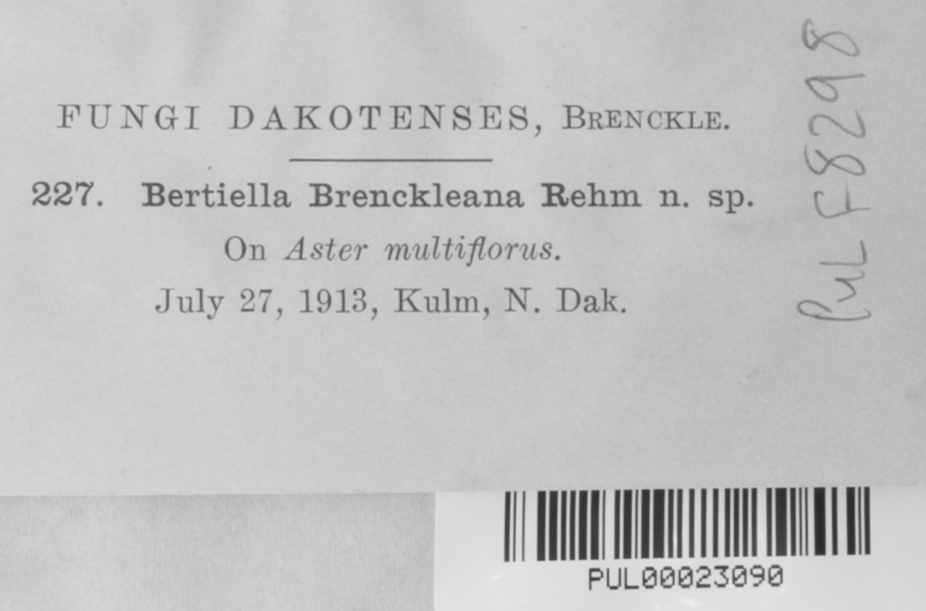 FUNGI DAKOTENSES, BRENCKLE.
227. Bertiella Brenckleana Rehm n. sp.
On Aster multiflorus.
July 27, 1913, Kulm, N. Dak.
PUL F8298
PUL00023090